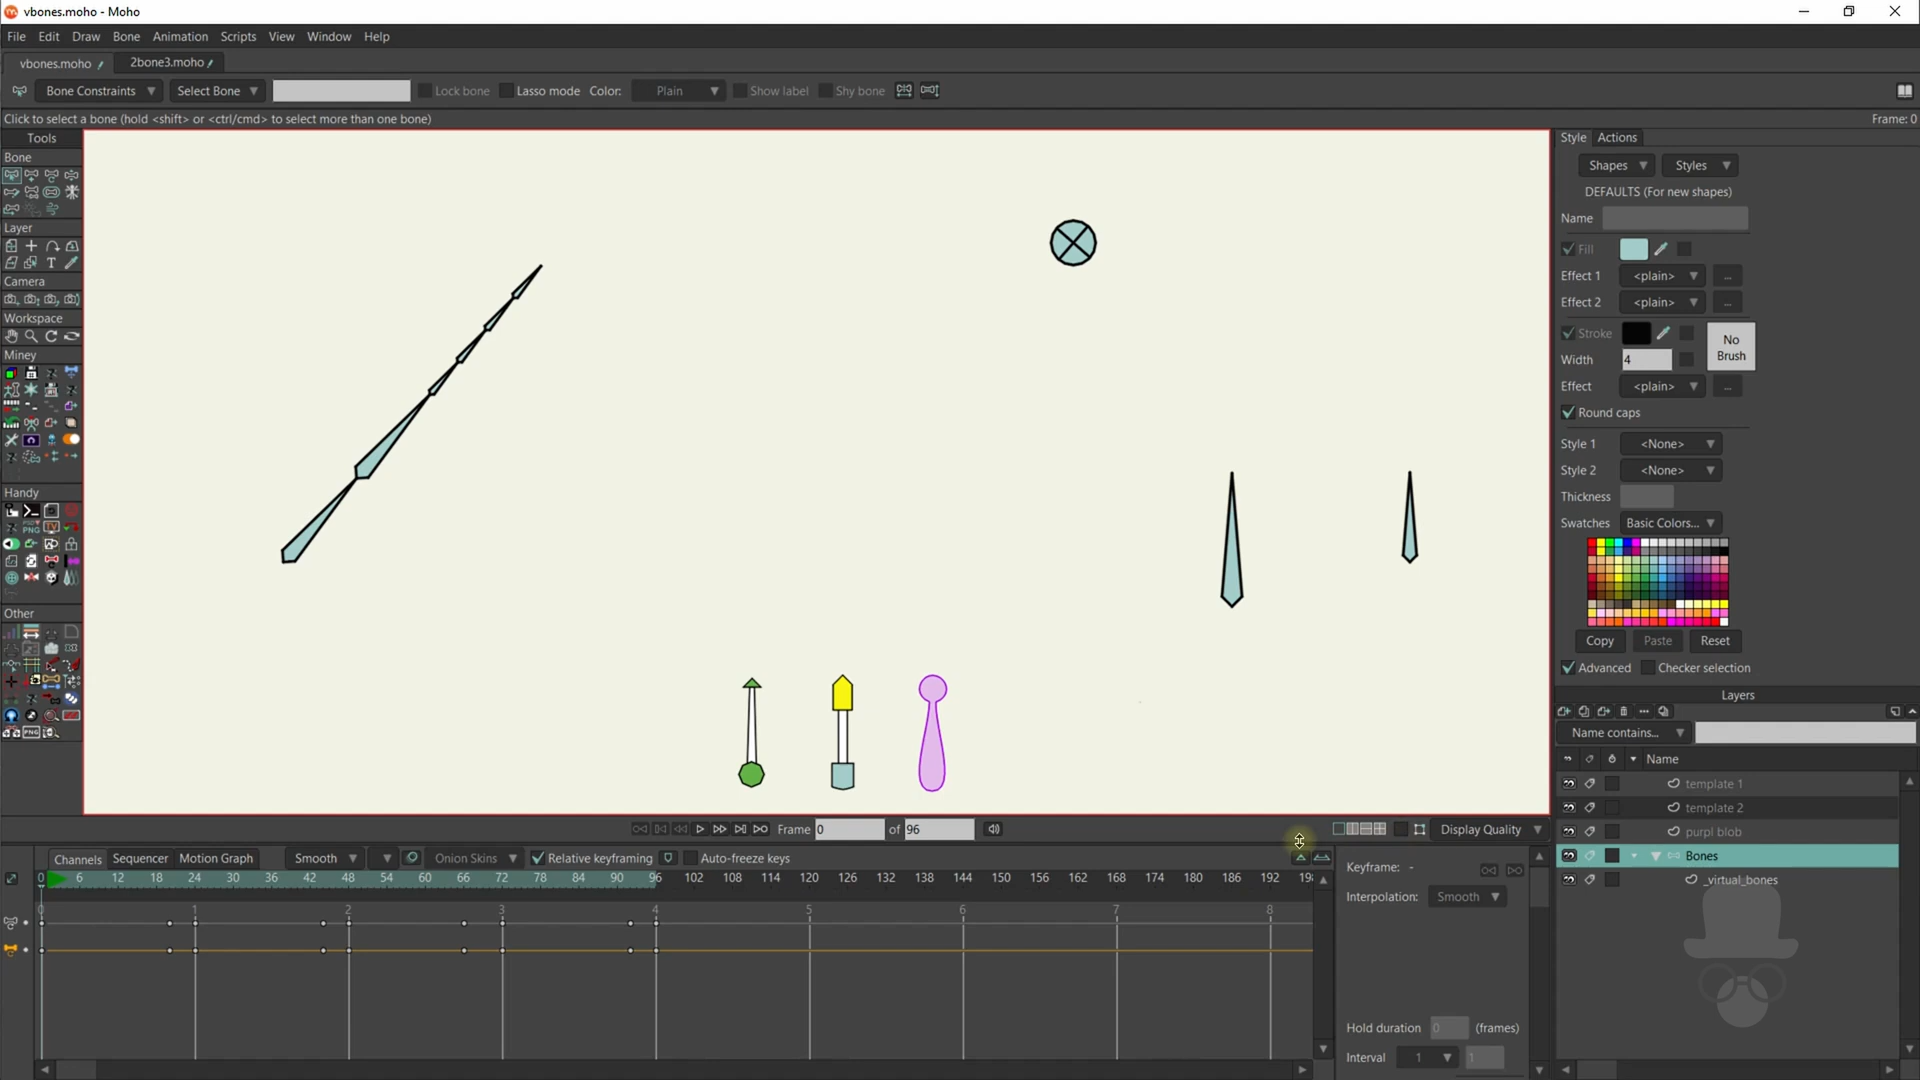 vbones.moho - Moho
File Edit Draw Bone Animation Scripts View Window Help
vbones.moho 2bone3.moho
Bone Constraints Select Bone Lock bone Lasso mode Color: Plain Show label Shy bone
Click to select a bone (hold <shift> or <ctrl/cmd> to select more than one bone) Frame: 0
Tools
Bone
Layer
Camera
Workspace
Miney
Handy
Other
Style Actions
Shapes Styles
DEFAULTS (For new shapes)
Name
Fill
Effect 1 <plain> ...
Effect 2 <plain> ...
Stroke
No Brush
Width 4
Effect <plain> ...
Round caps
Style 1 <None>
Style 2 <None>
Thickness
Swatches Basic Colors...
Copy Paste Reset
Advanced Checker selection
Layers
Name contains...
Name
template 1
template 2
purpl blob
Bones
_virtual_bones
Frame 0 of 96 Display Quality
Channels Sequencer Motion Graph Smooth Onion Skins Relative keyframing Auto-freeze keys
0 6 12 18 24 30 36 42 48 54 60 66 72 78 84 90 96 102 108 114 120 126 132 138 144 150 156 162 168 174 180 186 192 198
0 1 2 3 4 5 6 7 8
Keyframe: -
Interpolation: Smooth
Hold duration 0 (frames)
Interval 1 1